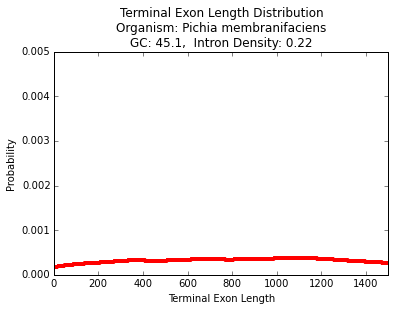 Terminal Exon Length Distribution
Organism: Pichia membranifaciens
GC: 45.1,  Intron Density: 0.22
0.005
0.004
0.003
0.002
0.001
0.000
Probability
0 200 400 600 800 1000 1200 1400
Terminal Exon Length